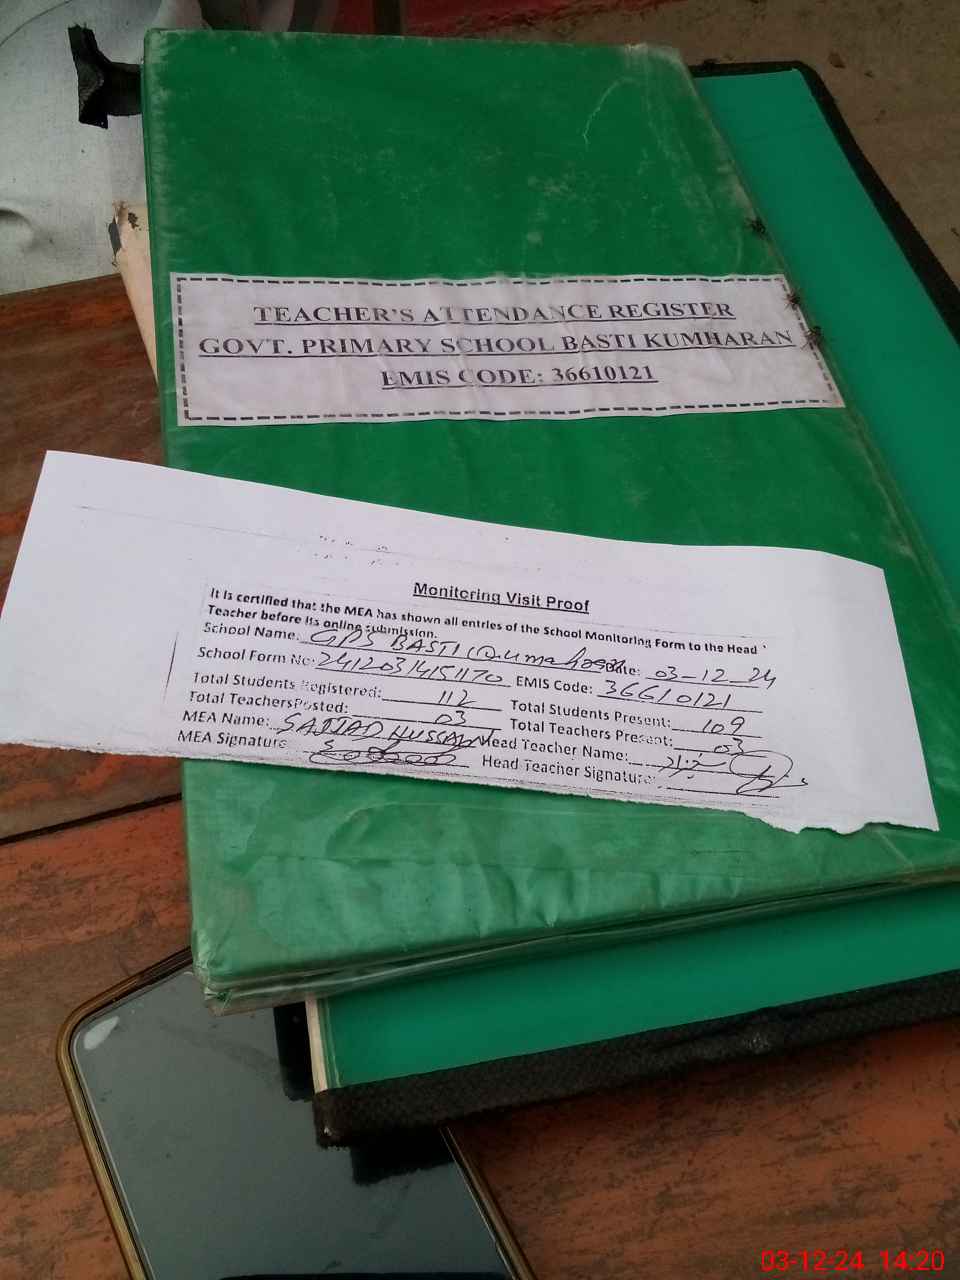 TEACHER'S ATTENDANCE REGISTER
GOVT. PRIMARY SCHOOL BASTI KUMHARAN
EMIS CODE: 36610121
Monitoring Visit Proof
It is certified that the MEA has shown all entries of the School Monitoring Form to the Head
Teacher before its online submission.
School Name: GPS BASTI Date: 03-12-24
School Form No: 24120314151170 EMIS Code: 36610121
Total Students Registered: 112 Total Students Present: 109
Total Teachers Posted: 03 Total Teachers Present: 03
MEA Name: SAJJAD HUSSAIN Head Teacher Name:
MEA Signature: Head Teacher Signature:
03-12-24 14:20